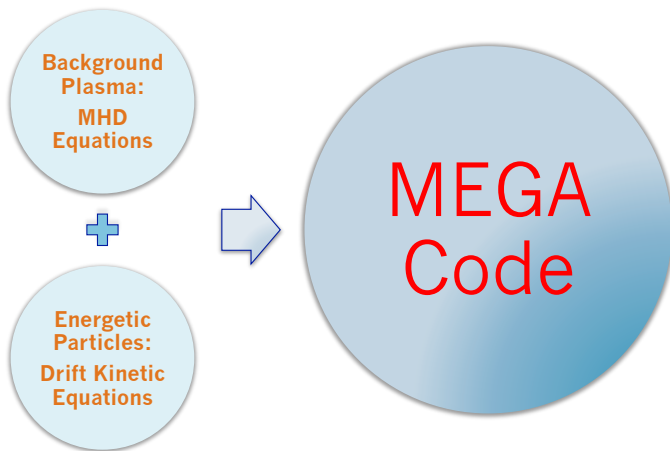 Background
Plasma:
MHD
Equations
Energetic
Particles:
Drift Kinetic
Equations
MEGA
Code